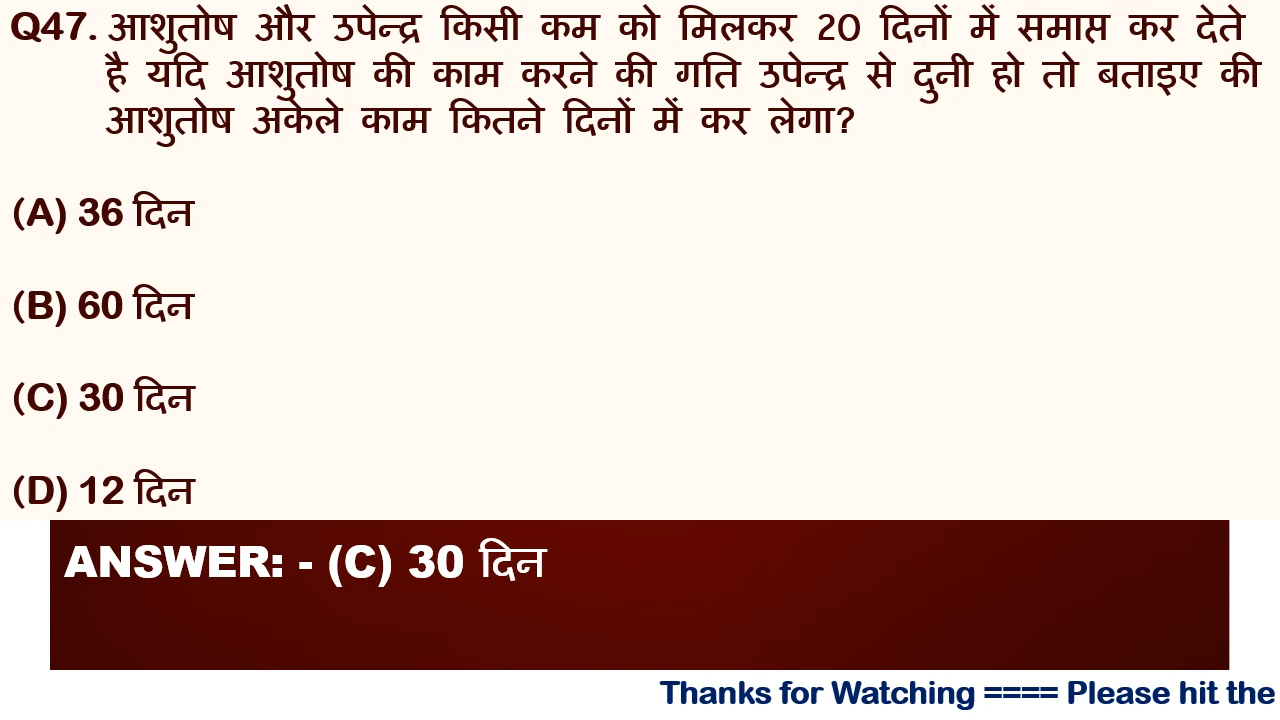 Q47. आशुतोष और उपेन्द्र किसी कम को मिलकर 20 दिनों में समाप्त कर देते
है यदि आशुतोष की काम करने की गति उपेन्द्र से दुनी हो तो बताइए की
आशुतोष अकेले काम कितने दिनों में कर लेगा?
(A) 36 दिन
(B) 60 दिन
(C) 30 दिन
(D) 12 दिन
ANSWER: - (C) 30 दिन
Thanks for Watching ==== Please hit the